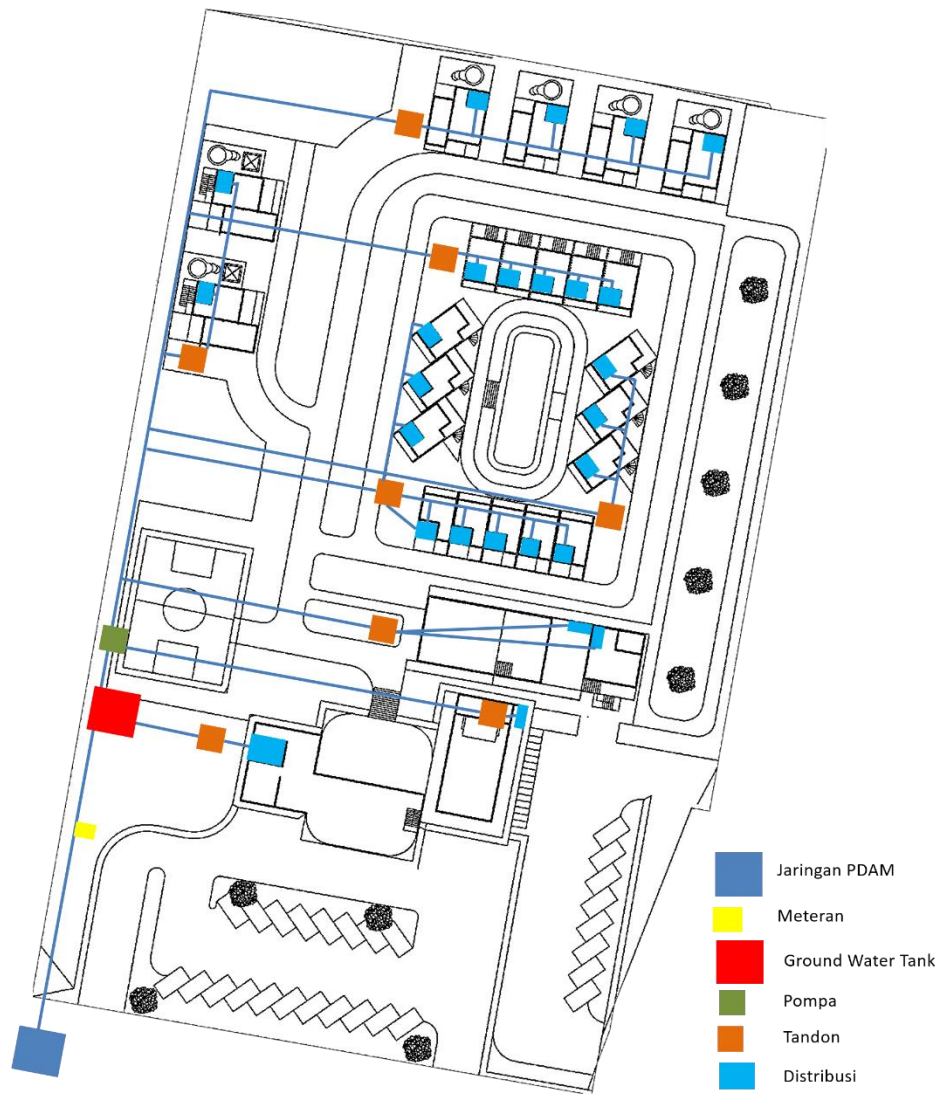 Jaringan PDAM
Meteran
Ground Water Tank
Pompa
Tandon
Distribusi